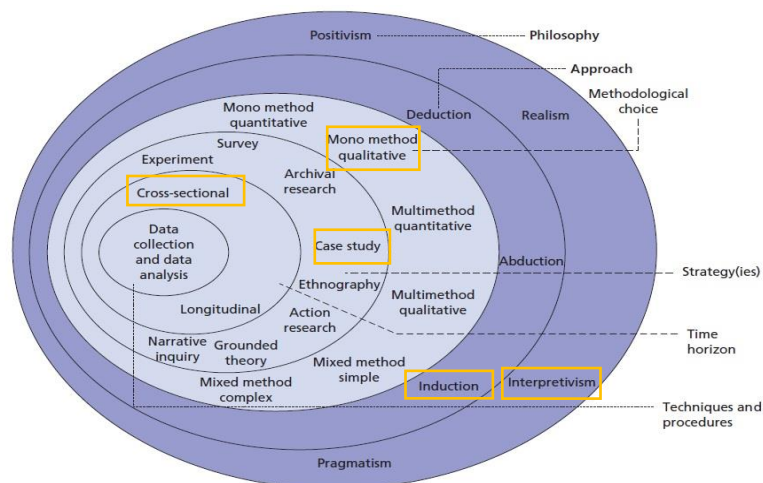 Positivism
Philosophy
Approach
Methodological
choice
Mono method
quantitative
Deduction
Realism
Survey
Mono method
qualitative
Experiment
Archival
research
Cross-sectional
Multimethod
quantitative
Data
collection
and data
analysis
Case study
Abduction
Strategy(ies)
Ethnography
Multimethod
qualitative
Longitudinal
Action
research
Time
horizon
Narrative
inquiry
Grounded
theory
Mixed method
simple
Mixed method
complex
Induction
Interpretivism
Techniques and
procedures
Pragmatism